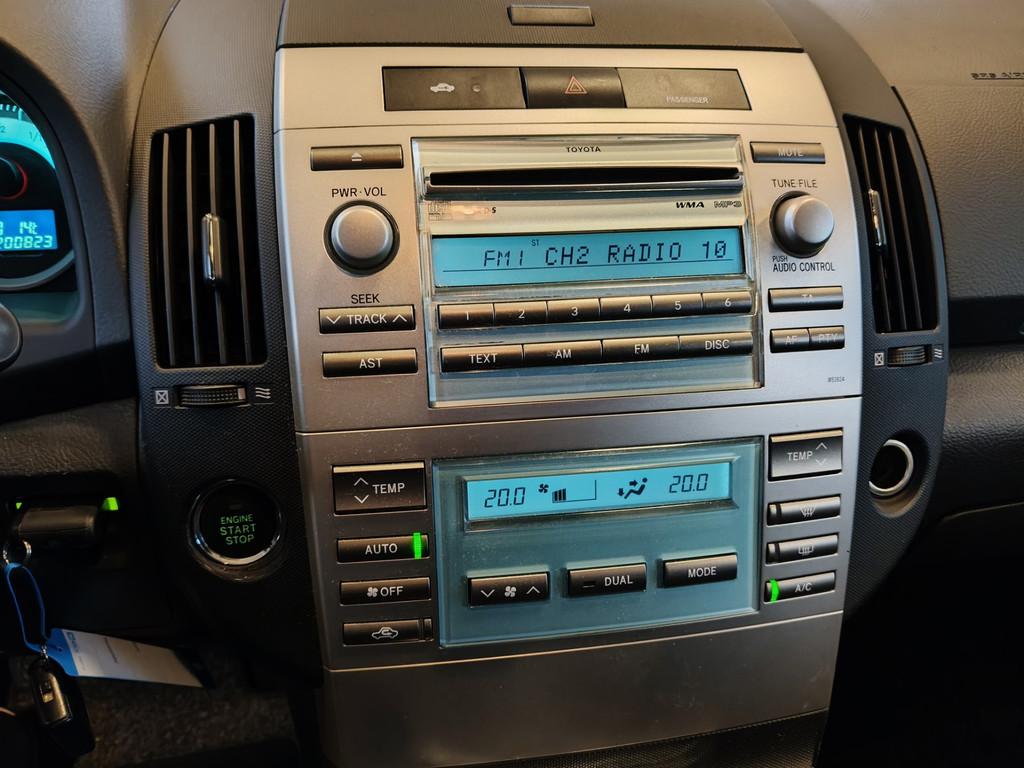 PASSENGER
TOYOTA
MUTE
PWR·VOL
TUNE·FILE
WMA MP3
FM1 ST CH2 RADIO 10
PUSH
AUDIO CONTROL
14°C
200823
SEEK
TRACK
1 2 3 4 5 6
TA
AST
TEXT AM FM DISC
AF PTY
TEMP
20.0 20.0
TEMP
ENGINE
START
STOP
AUTO
OFF
DUAL
MODE
A/C